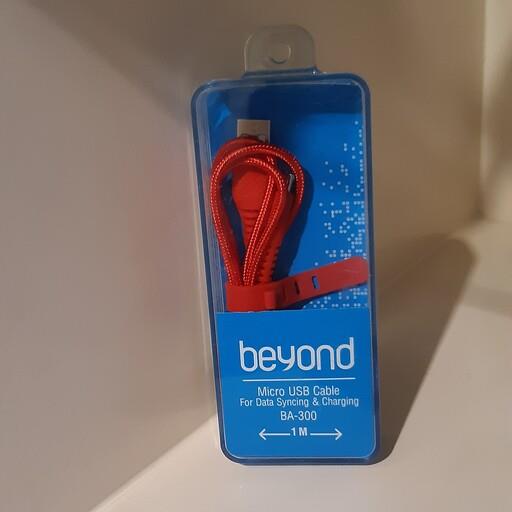 beyond
Micro USB Cable
For Data Syncing & Charging
BA-300
1 M